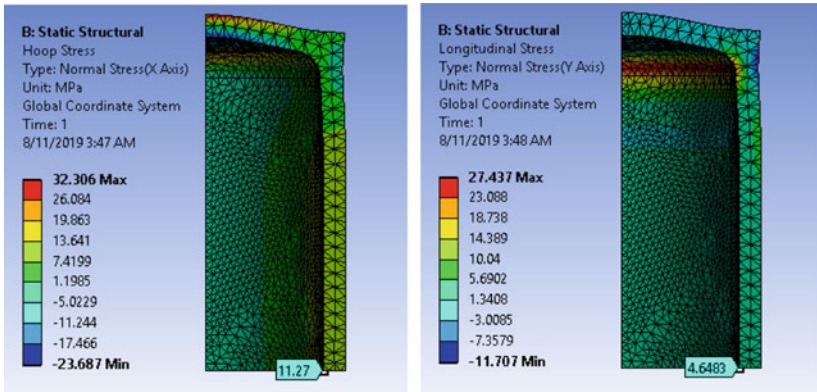 B: Static Structural
Hoop Stress
Type: Normal Stress(X Axis)
Unit: MPa
Global Coordinate System
Time: 1
8/11/2019 3:47 AM
32.306 Max
26.084
19.863
13.641
7.4199
1.1985
-5.0229
-11.244
-17.466
-23.687 Min
11.27
B: Static Structural
Longitudinal Stress
Type: Normal Stress(Y Axis)
Unit: MPa
Global Coordinate System
Time: 1
8/11/2019 3:48 AM
27.437 Max
23.088
18.738
14.389
10.04
5.6902
1.3408
-3.0085
-7.3579
-11.707 Min
4.6483